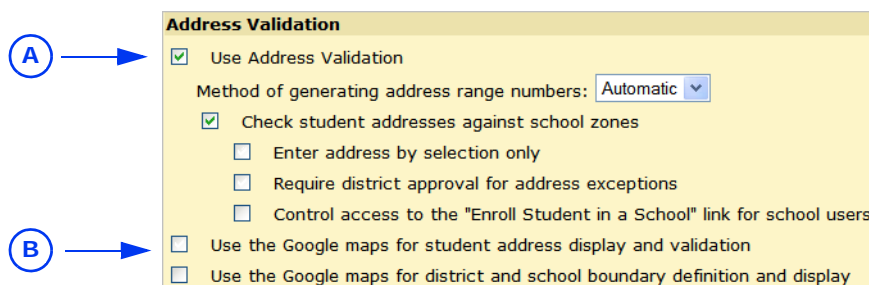 Address Validation
A
Use Address Validation
Method of generating address range numbers: Automatic
Check student addresses against school zones
Enter address by selection only
Require district approval for address exceptions
Control access to the "Enroll Student in a School" link for school users
B
Use the Google maps for student address display and validation
Use the Google maps for district and school boundary definition and display